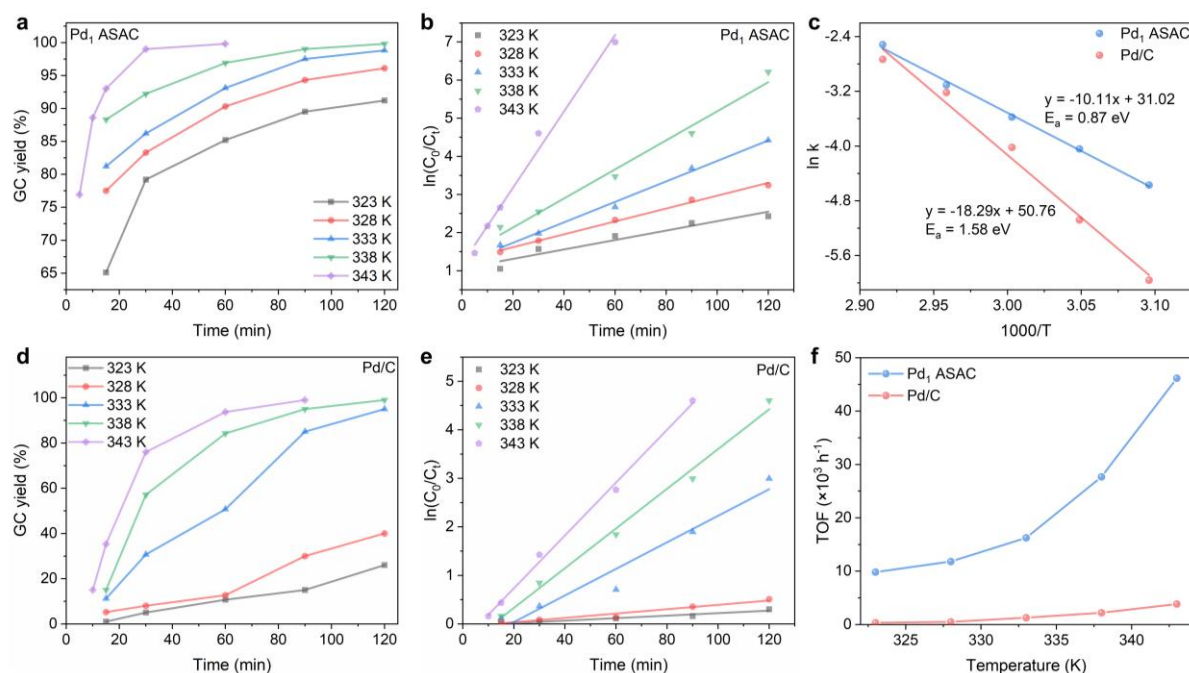 a
Pd₁ ASAC
GC yield (%)
100
95
90
85
80
75
70
65
323 K
328 K
333 K
338 K
343 K
0 20 40 60 80 100 120
Time (min)
b
Pd₁ ASAC
323 K
328 K
333 K
338 K
343 K
ln(C₀/Cₜ)
7
6
5
4
3
2
1
0 20 40 60 80 100 120
Time (min)
c
Pd₁ ASAC
Pd/C
ln k
-2.4
-3.2
-4.0
-4.8
-5.6
y = -10.11x + 31.02
Eₐ = 0.87 eV
y = -18.29x + 50.76
Eₐ = 1.58 eV
2.90 2.95 3.00 3.05 3.10
1000/T
d
Pd/C
323 K
328 K
333 K
338 K
343 K
GC yield (%)
100
80
60
40
20
0
0 20 40 60 80 100 120
Time (min)
e
Pd/C
323 K
328 K
333 K
338 K
343 K
ln(C₀/Cₜ)
5
4
3
2
1
0
0 20 40 60 80 100 120
Time (min)
f
Pd₁ ASAC
Pd/C
TOF (×10³ h⁻¹)
50
40
30
20
10
0
325 330 335 340
Temperature (K)